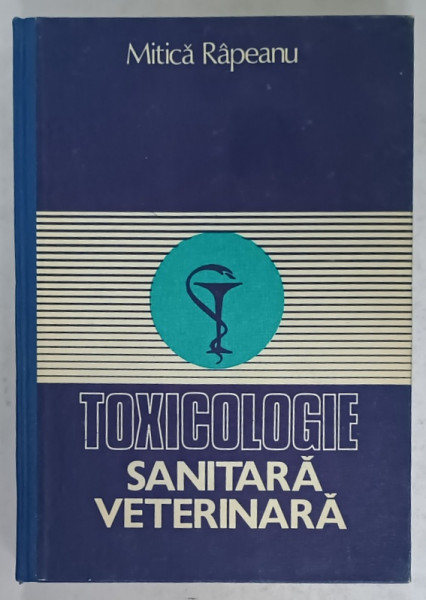 Mitică Râpeanu
TOXICOLOGIE
SANITARĂ
VETERINARĂ